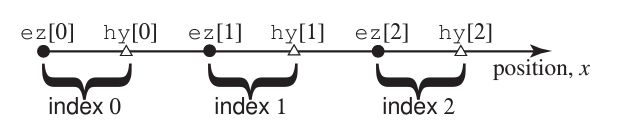 ez[0] hy[0] ez[1] hy[1] ez[2] hy[2]
position, x
index 0 index 1 index 2